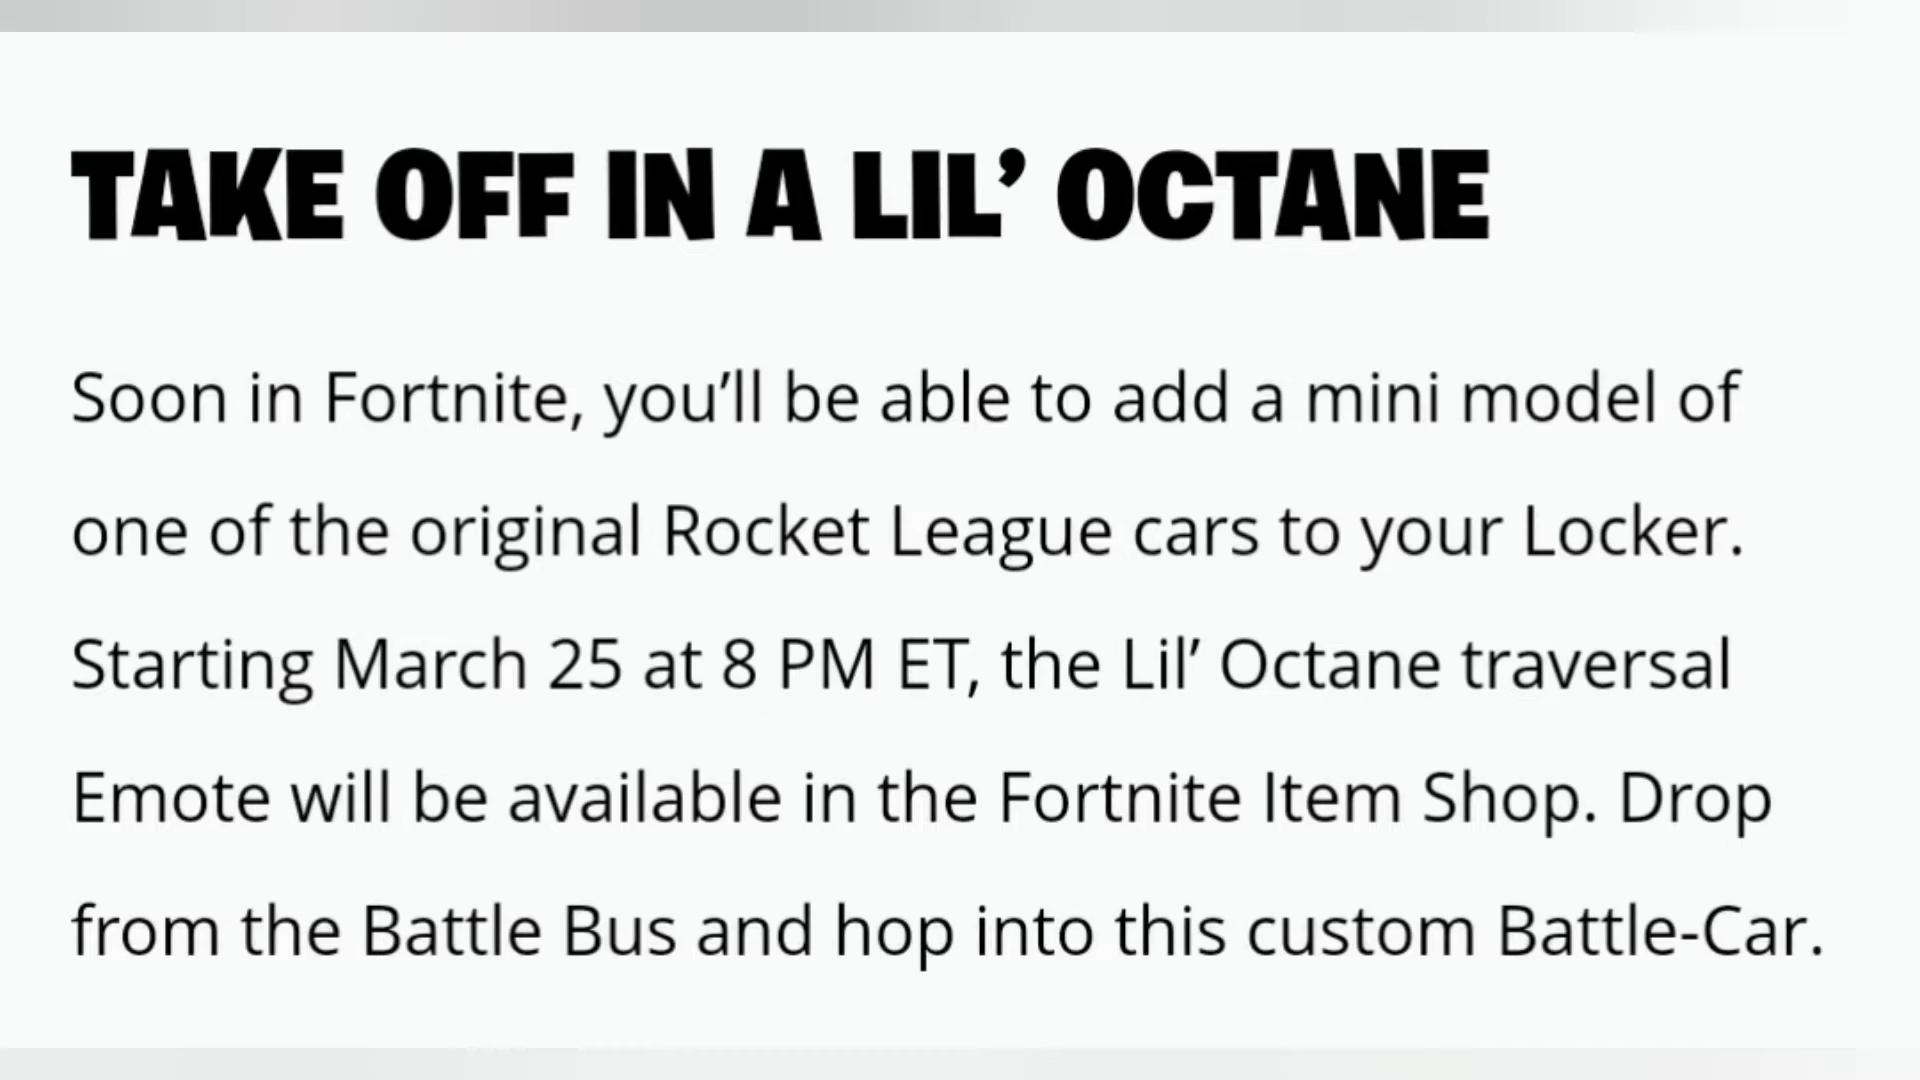 TAKE OFF IN A LIL’ OCTANE
Soon in Fortnite, you’ll be able to add a mini model of
one of the original Rocket League cars to your Locker.
Starting March 25 at 8 PM ET, the Lil’ Octane traversal
Emote will be available in the Fortnite Item Shop. Drop
from the Battle Bus and hop into this custom Battle-Car.